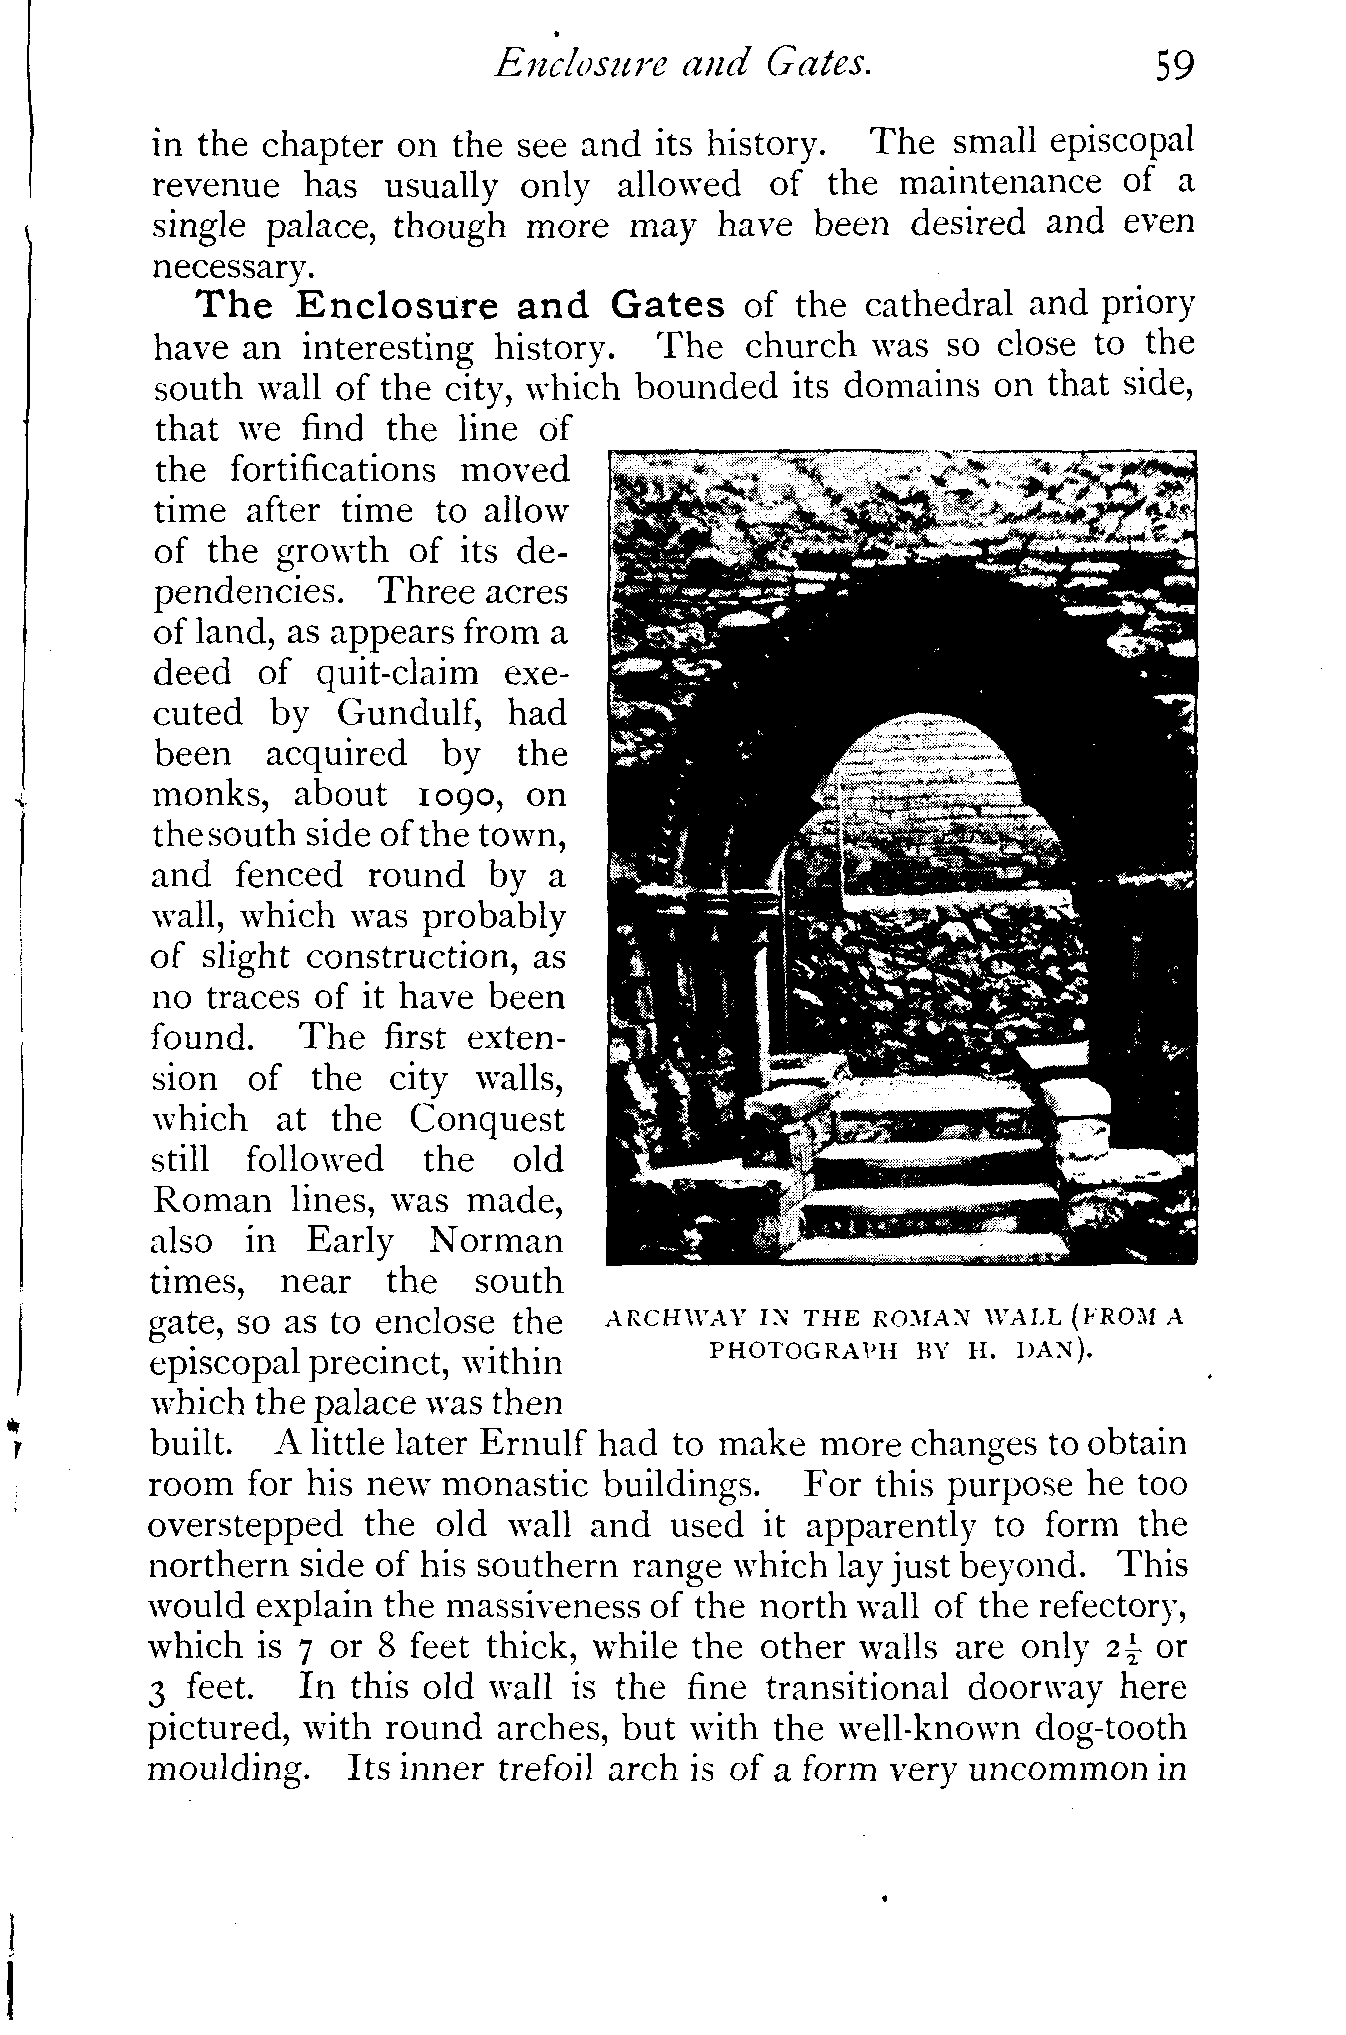 Enclosure and Gates. 59
in the chapter on the see and its history. The small episcopal
revenue has usually only allowed of the maintenance of a
single palace, though more may have been desired and even
necessary.
The Enclosure and Gates of the cathedral and priory
have an interesting history. The church was so close to the
south wall of the city, which bounded its domains on that side,
that we find the line of
the fortifications moved
time after time to allow
of the growth of its de-
pendencies. Three acres
of land, as appears from a
deed of quit-claim exe-
cuted by Gundulf, had
been acquired by the
monks, about 1090, on
the south side of the town,
and fenced round by a
wall, which was probably
of slight construction, as
no traces of it have been
found. The first exten-
sion of the city walls,
which at the Conquest
still followed the old
Roman lines, was made,
also in Early Norman
times, near the south
gate, so as to enclose the
episcopal precinct, within
which the palace was then
ARCHWAY IN THE ROMAN WALL (FROM A
PHOTOGRAPH BY H. DAN).
built. A little later Ernulf had to make more changes to obtain
room for his new monastic buildings. For this purpose he too
overstepped the old wall and used it apparently to form the
northern side of his southern range which lay just beyond. This
would explain the massiveness of the north wall of the refectory,
which is 7 or 8 feet thick, while the other walls are only 2½ or
3 feet. In this old wall is the fine transitional doorway here
pictured, with round arches, but with the well-known dog-tooth
moulding. Its inner trefoil arch is of a form very uncommon in